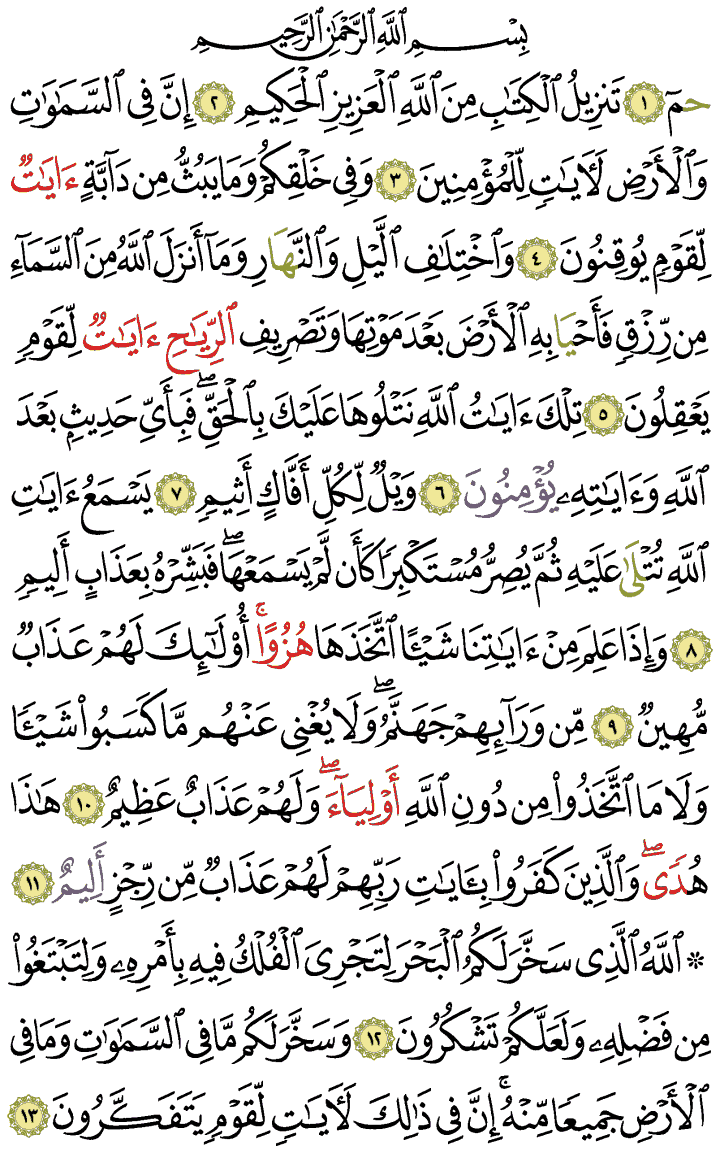 بِسْمِ ٱللَّهِ ٱلرَّحْمَٰنِ ٱلرَّحِيمِ
حمٓ ١ تَنزِيلُ ٱلْكِتَٰبِ مِنَ ٱللَّهِ ٱلْعَزِيزِ ٱلْحَكِيمِ ٢ إِنَّ فِى ٱلسَّمَٰوَٰتِ
وَٱلْأَرْضِ لَـَٔايَٰتٍ لِّلْمُؤْمِنِينَ ٣ وَفِى خَلْقِكُمْ وَمَا يَبُثُّ مِن دَآبَّةٍ ءَايَٰتٌ
لِّقَوْمٍ يُوقِنُونَ ٤ وَٱخْتِلَٰفِ ٱلَّيْلِ وَٱلنَّهَارِ وَمَآ أَنزَلَ ٱللَّهُ مِنَ ٱلسَّمَآءِ
مِن رِّزْقٍ فَأَحْيَا بِهِ ٱلْأَرْضَ بَعْدَ مَوْتِهَا وَتَصْرِيفِ ٱلرِّيَٰحِ ءَايَٰتٌ لِّقَوْمٍ
يَعْقِلُونَ ٥ تِلْكَ ءَايَٰتُ ٱللَّهِ نَتْلُوهَا عَلَيْكَ بِٱلْحَقِّ ۖ فَبِأَىِّ حَدِيثٍۭ بَعْدَ
ٱللَّهِ وَءَايَٰتِهِۦ يُؤْمِنُونَ ٦ وَيْلٌ لِّكُلِّ أَفَّاكٍ أَثِيمٍ ٧ يَسْمَعُ ءَايَٰتِ
ٱللَّهِ تُتْلَىٰ عَلَيْهِ ثُمَّ يُصِرُّ مُسْتَكْبِرًا كَأَن لَّمْ يَسْمَعْهَا ۖ فَبَشِّرْهُ بِعَذَابٍ أَلِيمٍ
٨ وَإِذَا عَلِمَ مِنْ ءَايَٰتِنَا شَيْـًٔا ٱتَّخَذَهَا هُزُوًا ۚ أُو۟لَٰٓئِكَ لَهُمْ عَذَابٌ
مُّهِينٌ ٩ مِّن وَرَآئِهِمْ جَهَنَّمُ ۖ وَلَا يُغْنِى عَنْهُم مَّا كَسَبُوا۟ شَيْـًٔا
وَلَا مَا ٱتَّخَذُوا۟ مِن دُونِ ٱللَّهِ أَوْلِيَآءَ ۖ وَلَهُمْ عَذَابٌ عَظِيمٌ ١٠ هَٰذَا
هُدًى ۖ وَٱلَّذِينَ كَفَرُوا۟ بِـَٔايَٰتِ رَبِّهِمْ لَهُمْ عَذَابٌ مِّن رِّجْزٍ أَلِيمٌ ١١
* ٱللَّهُ ٱلَّذِى سَخَّرَ لَكُمُ ٱلْبَحْرَ لِتَجْرِىَ ٱلْفُلْكُ فِيهِ بِأَمْرِهِۦ وَلِتَبْتَغُوا۟
مِن فَضْلِهِۦ وَلَعَلَّكُمْ تَشْكُرُونَ ١٢ وَسَخَّرَ لَكُم مَّا فِى ٱلسَّمَٰوَٰتِ وَمَا فِى
ٱلْأَرْضِ جَمِيعًا مِّنْهُ ۚ إِنَّ فِى ذَٰلِكَ لَـَٔايَٰتٍ لِّقَوْمٍ يَتَفَكَّرُونَ ١٣